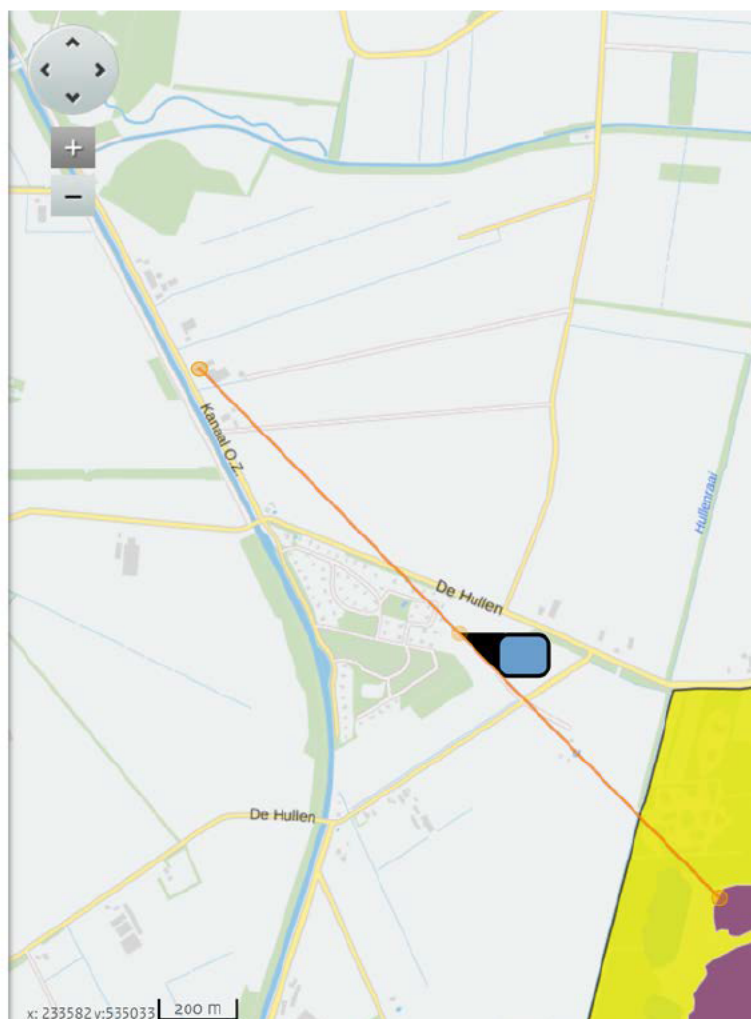 Kanaal O.Z.
De Hullen
Hullenraai
De Hullen
x: 233582 y:535033
200 m